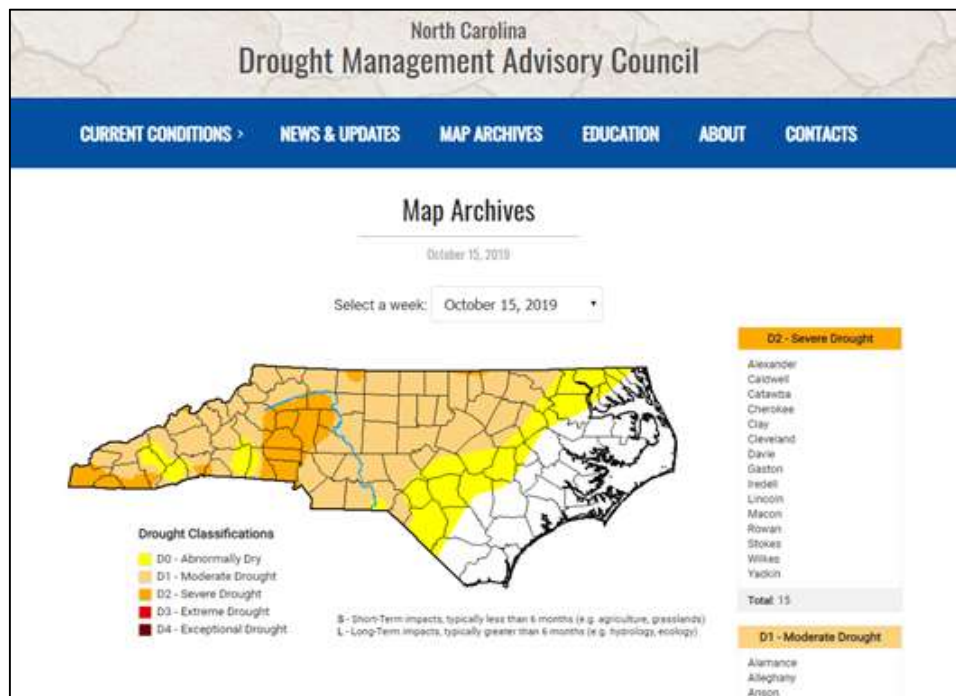 North Carolina
Drought Management Advisory Council
CURRENT CONDITIONS >
NEWS & UPDATES
MAP ARCHIVES
EDUCATION
ABOUT
CONTACTS
Map Archives
October 15, 2019
Select a week: October 15, 2019
Drought Classifications
D0 - Abnormally Dry
D1 - Moderate Drought
D2 - Severe Drought
D3 - Extreme Drought
D4 - Exceptional Drought
S - Short-Term impacts, typically less than 6 months (e.g. agriculture, grasslands)
L - Long-Term impacts, typically greater than 6 months (e.g. hydrology, ecology)
D2 - Severe Drought
Alexander
Caldwell
Catawba
Cherokee
Clay
Cleveland
Davie
Gaston
Iredell
Lincoln
Macon
Rowan
Stokes
Wilkes
Yadkin
Total: 15
D1 - Moderate Drought
Alamance
Alleghany
Anson